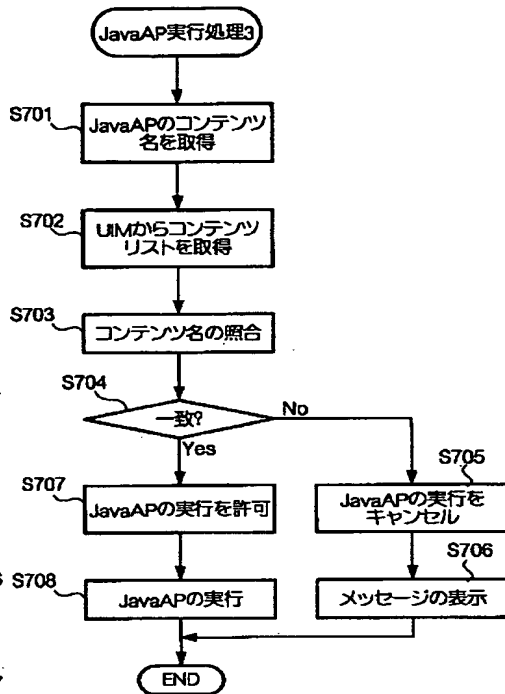 JavaAP実行処理3
S701
JavaAPのコンテンツ
名を取得
S702
UIMからコンテンツ
リストを取得
S703
コンテンツ名の照合
S704
一致?
No
Yes
S705
S707
JavaAPの実行を許可
JavaAPの実行を
キャンセル
S706
S708
JavaAPの実行
メッセージの表示
END